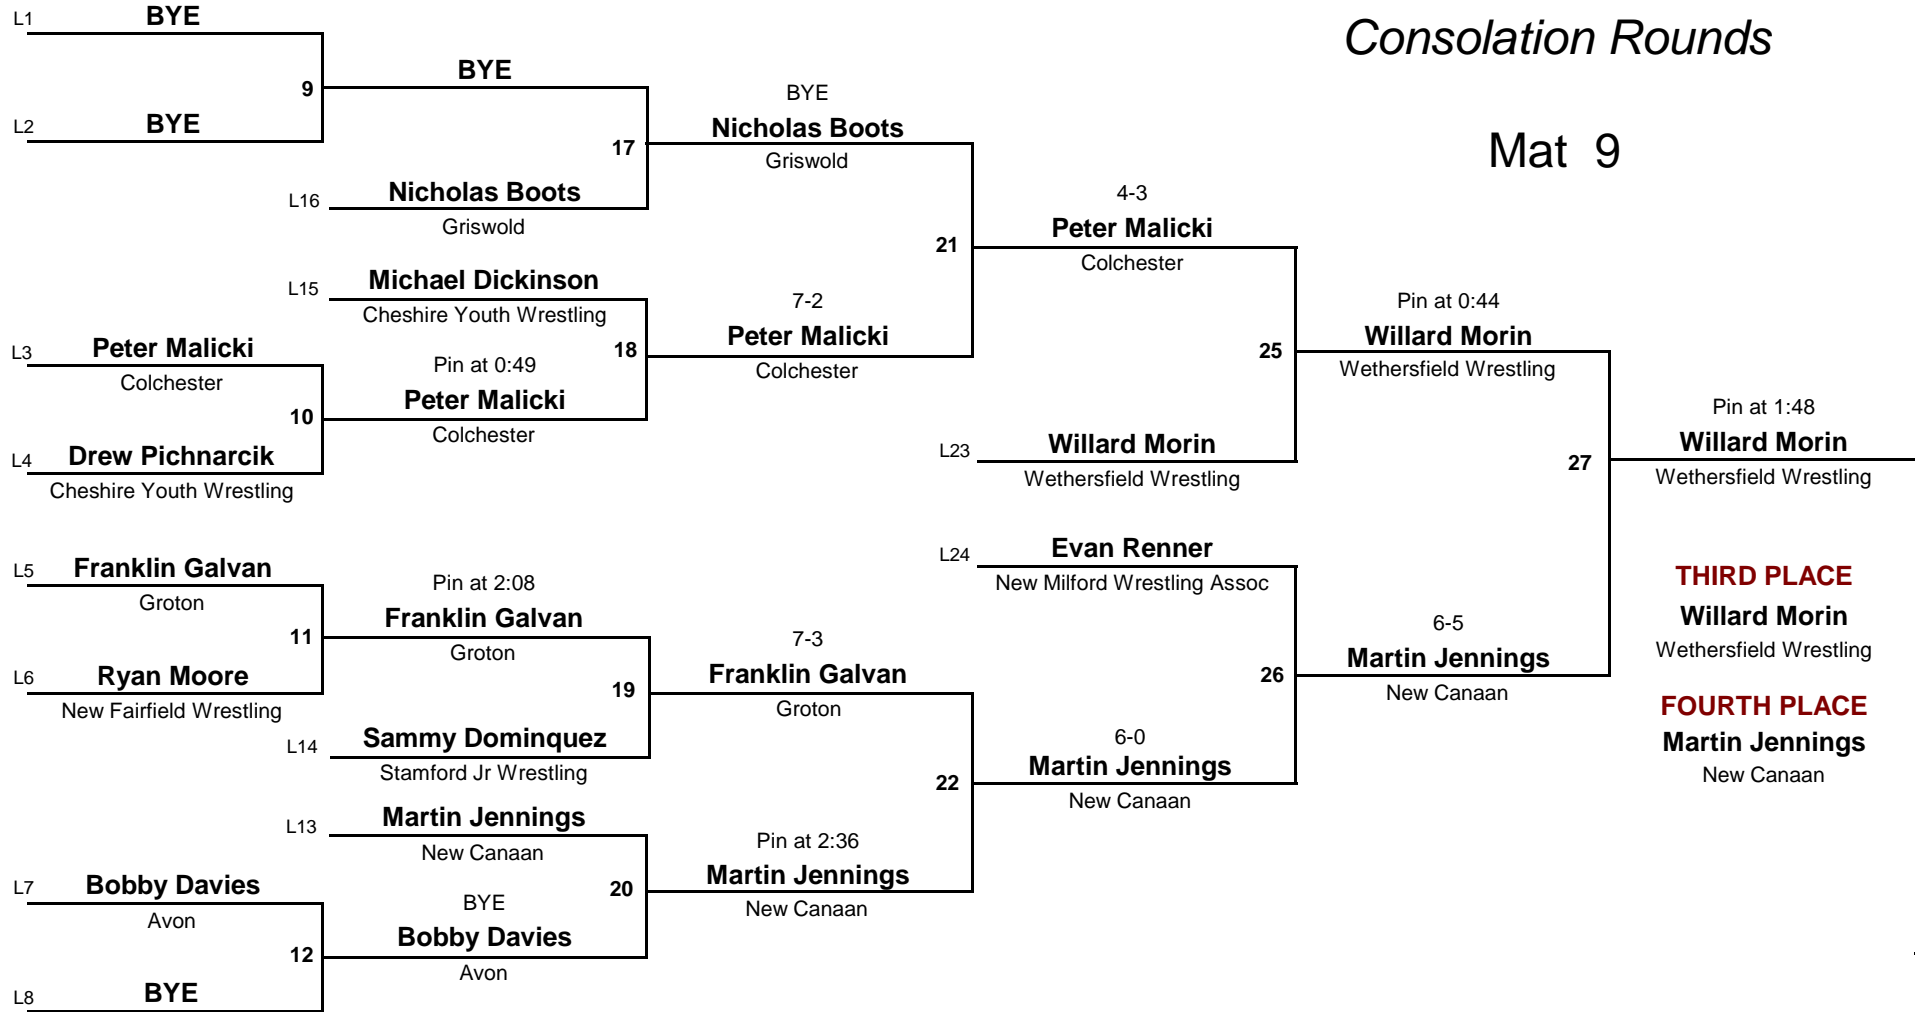 Consolation Rounds
Mat 9
L1 BYE
9
L2 BYE
BYE
17
L16 Nicholas Boots
Griswold
BYE
Nicholas Boots
Griswold
L15 Michael Dickinson
Cheshire Youth Wrestling
L3 Peter Malicki
Colchester
10
L4 Drew Pichnarcik
Cheshire Youth Wrestling
Pin at 0:49
Peter Malicki
Colchester
18
7-2
Peter Malicki
Colchester
21
4-3
Peter Malicki
Colchester
25
L23 Willard Morin
Wethersfield Wrestling
Pin at 0:44
Willard Morin
Wethersfield Wrestling
L5 Franklin Galvan
Groton
11
L6 Ryan Moore
New Fairfield Wrestling
Pin at 2:08
Franklin Galvan
Groton
19
L14 Sammy Dominquez
Stamford Jr Wrestling
7-3
Franklin Galvan
Groton
L13 Martin Jennings
New Canaan
L7 Bobby Davies
Avon
12
L8 BYE
BYE
Bobby Davies
Avon
20
Pin at 2:36
Martin Jennings
New Canaan
22
6-0
Martin Jennings
New Canaan
L24 Evan Renner
New Milford Wrestling Assoc
26
6-5
Martin Jennings
New Canaan
27
Pin at 1:48
Willard Morin
Wethersfield Wrestling
THIRD PLACE
Willard Morin
Wethersfield Wrestling
FOURTH PLACE
Martin Jennings
New Canaan